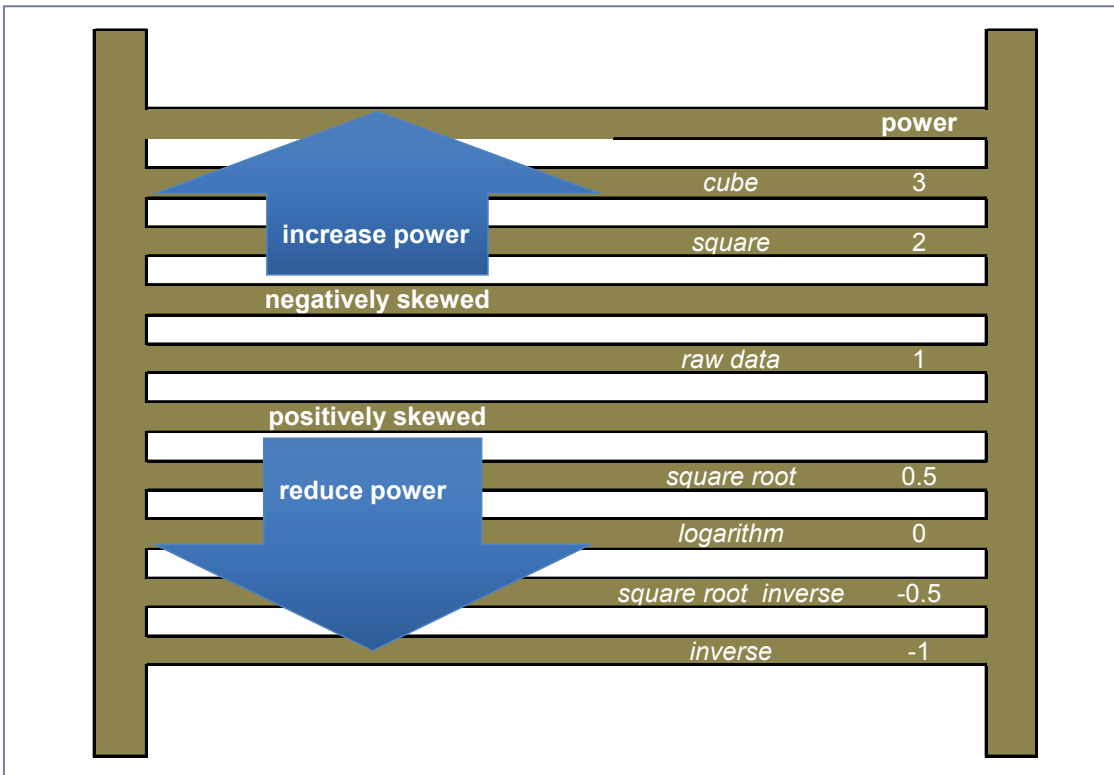 power
cube 3
increase power
square 2
negatively skewed
raw data 1
positively skewed
square root 0.5
reduce power
logarithm 0
square root inverse -0.5
inverse -1